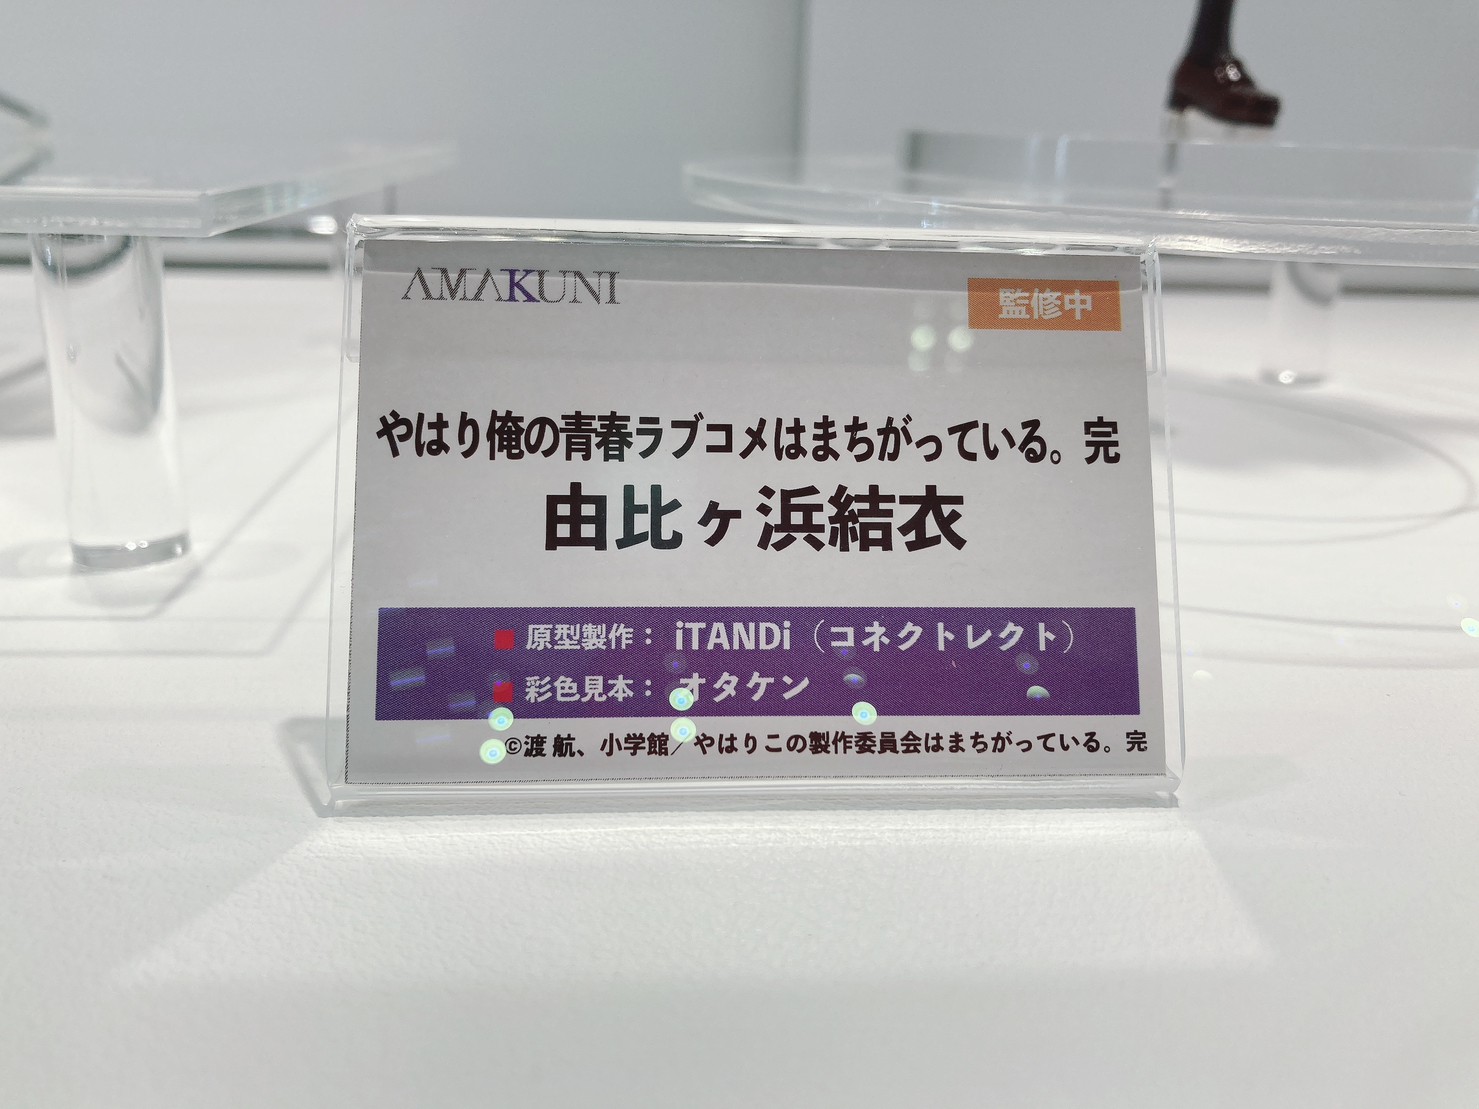 AMAKUNI
監修中
やはり俺の青春ラブコメはまちがっている。完
由比ヶ浜結衣
■ 原型製作： iTANDi（コネクトレクト）
■ 彩色見本： オタケン
©渡 航、小学館／やはりこの製作委員会はまちがっている。完